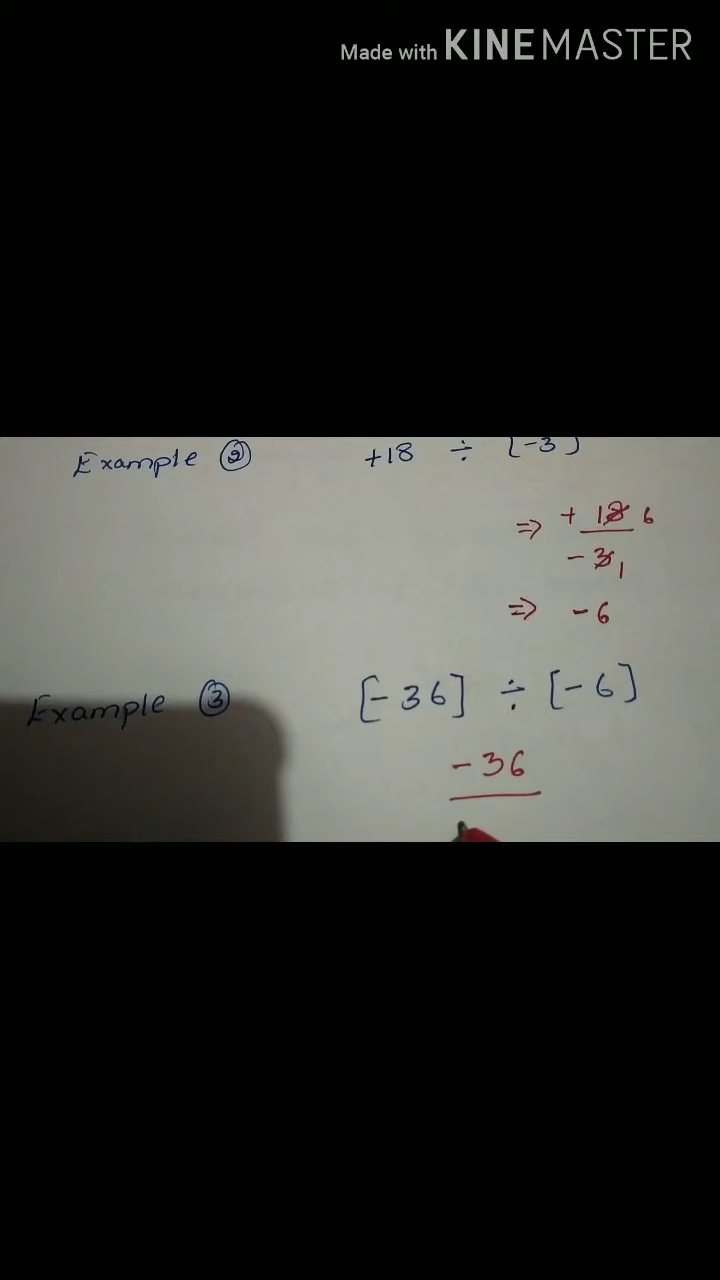 Made with KINEMASTER
Example ② +18 ÷ [-3]
⇒ + 18 6
- 3 1
⇒ -6
Example ③ [-36] ÷ [-6]
-36